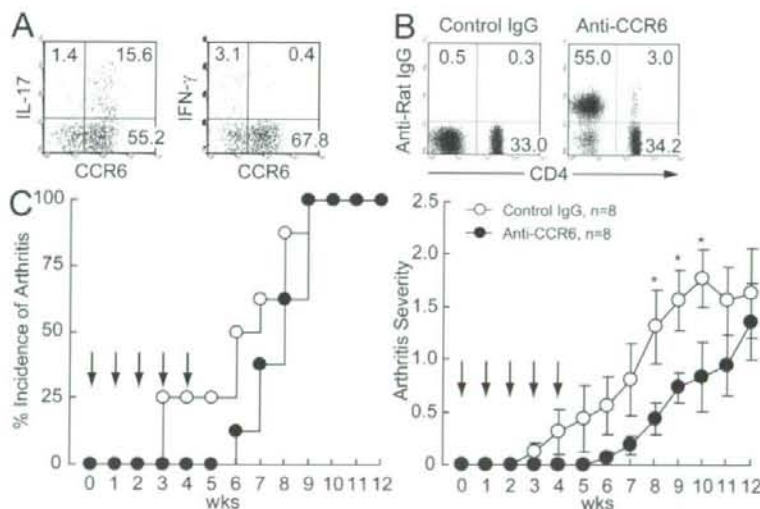 A
1.4 15.6
55.2
IL-17
CCR6
3.1 0.4
67.8
IFN-γ
CCR6
B
Control IgG Anti-CCR6
0.5 0.3
33.0
55.0 3.0
34.2
Anti-Rat IgG
CD4
C
% Incidence of Arthritis
100
75
50
25
0
0 1 2 3 4 5 6 7 8 9 10 11 12
wks
Control IgG, n=8
Anti-CCR6, n=8
Arthritis Severity
2.5
2.0
1.5
1.0
0.5
0
* * *
0 1 2 3 4 5 6 7 8 9 10 11 12
wks